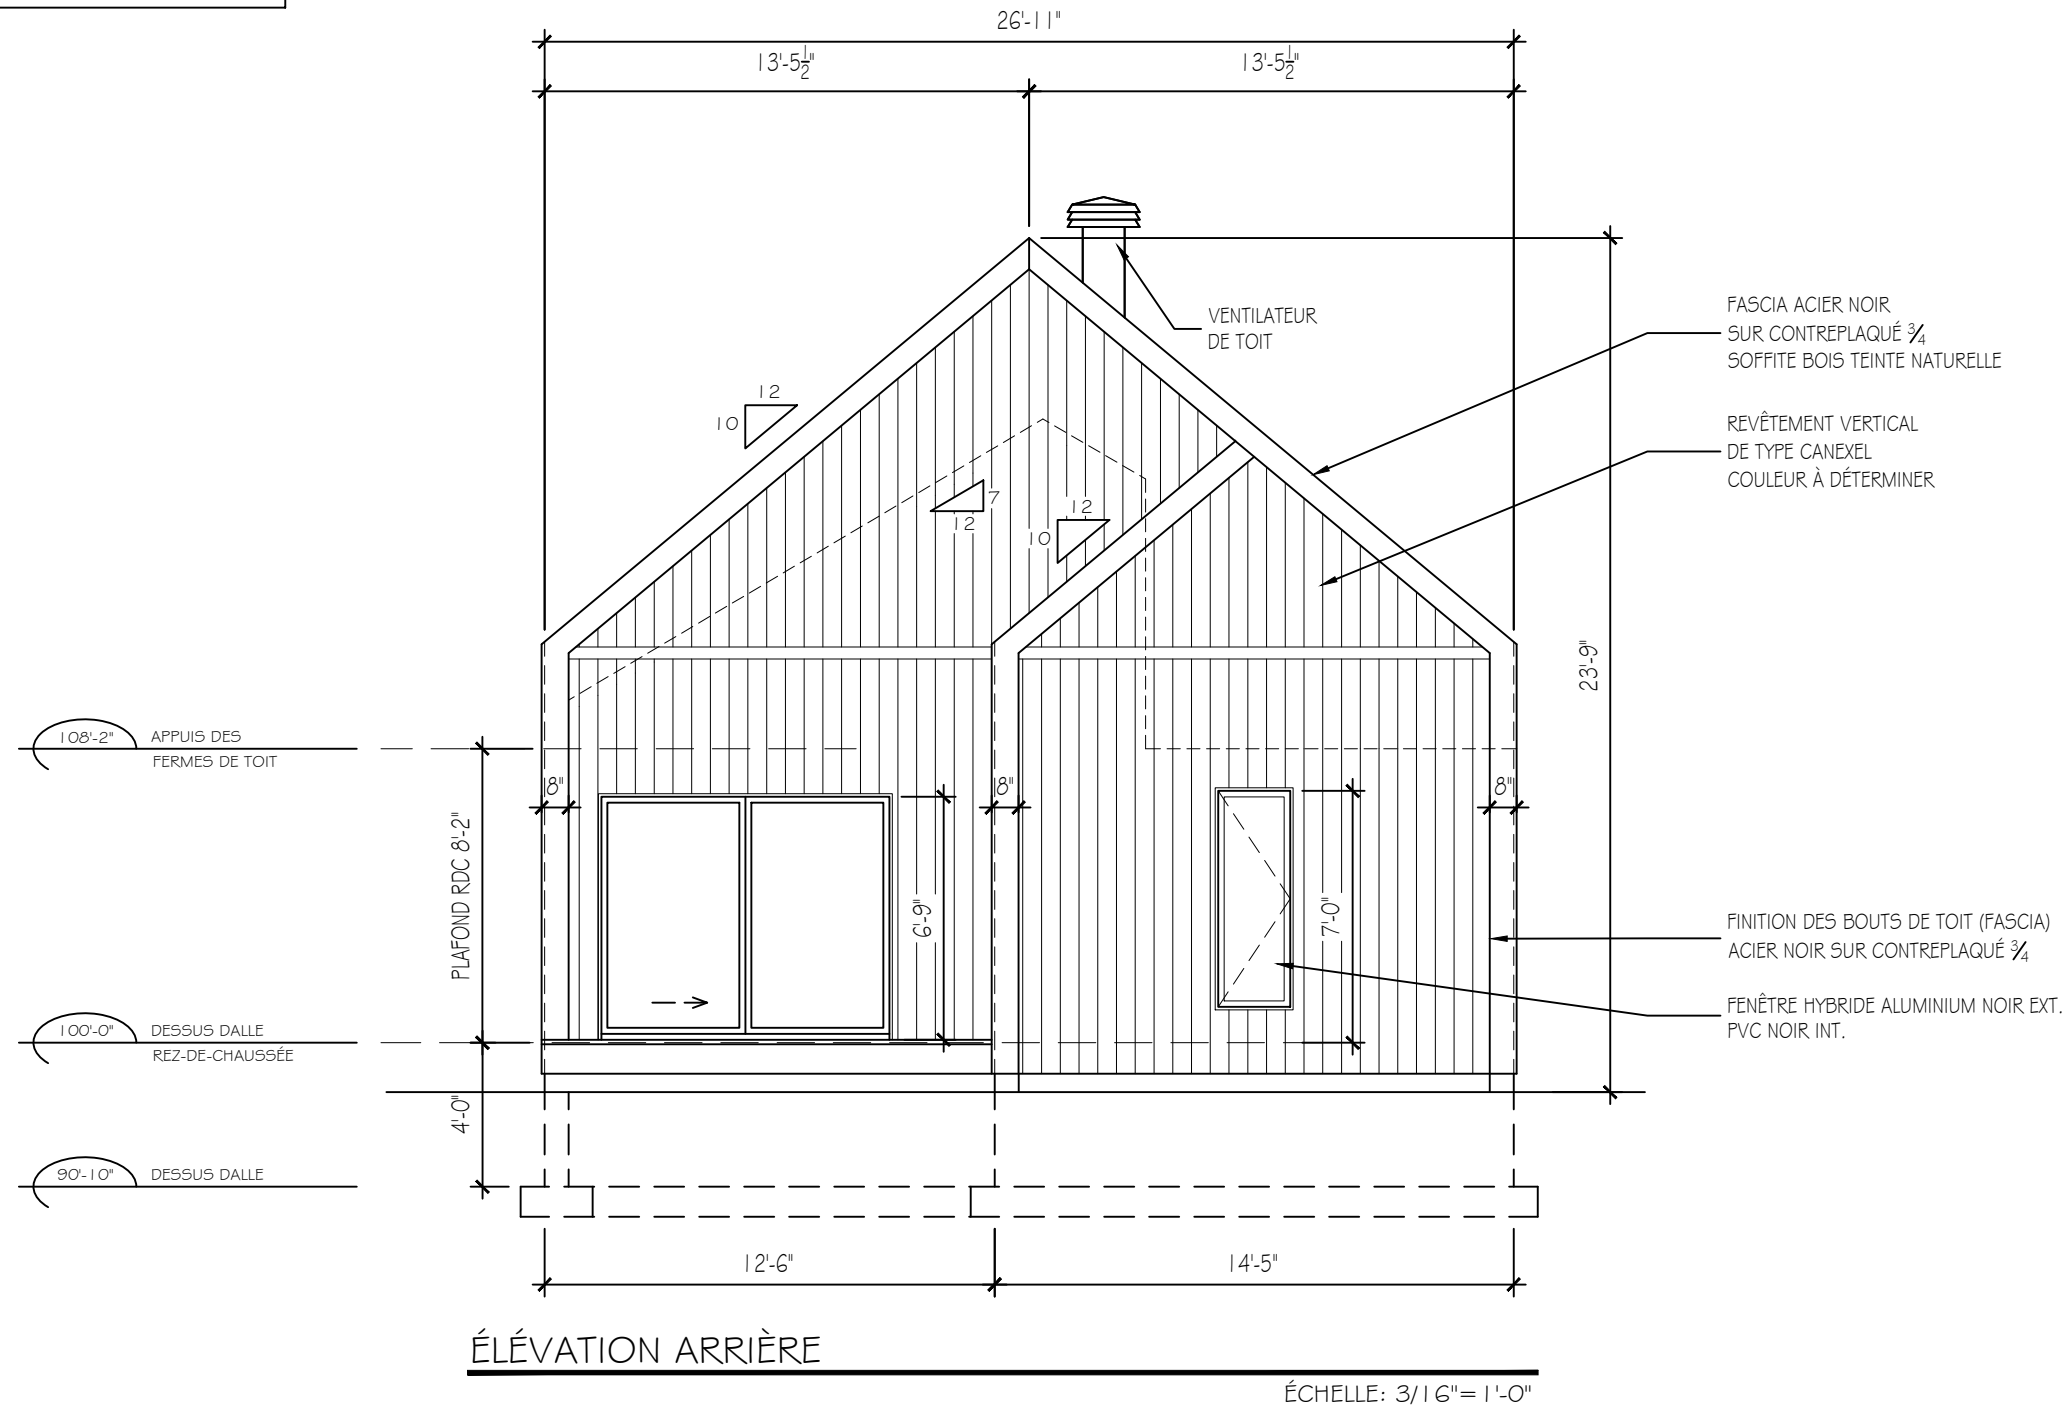 26'-11"
13'-5½"
13'-5½"
VENTILATEUR
DE TOIT
FASCIA ACIER NOIR
SUR CONTREPLAQUÉ ¾
SOFFITE BOIS TEINTE NATURELLE
REVÊTEMENT VERTICAL
DE TYPE CANEXEL
COULEUR À DÉTERMINER
12
10
7
12
12
10
23'-9"
108'-2"
APPUIS DES
FERMES DE TOIT
8"
8"
8"
PLAFOND RDC 8'-2"
6'-9"
7'-0"
FINITION DES BOUTS DE TOIT (FASCIA)
ACIER NOIR SUR CONTREPLAQUÉ ¾
FENÊTRE HYBRIDE ALUMINIUM NOIR EXT.
PVC NOIR INT.
100'-0"
DESSUS DALLE
REZ-DE-CHAUSSÉE
4'-0"
90'-10"
DESSUS DALLE
12'-6"
14'-5"
ÉLÉVATION ARRIÈRE
ÉCHELLE: 3/16"=1'-0"